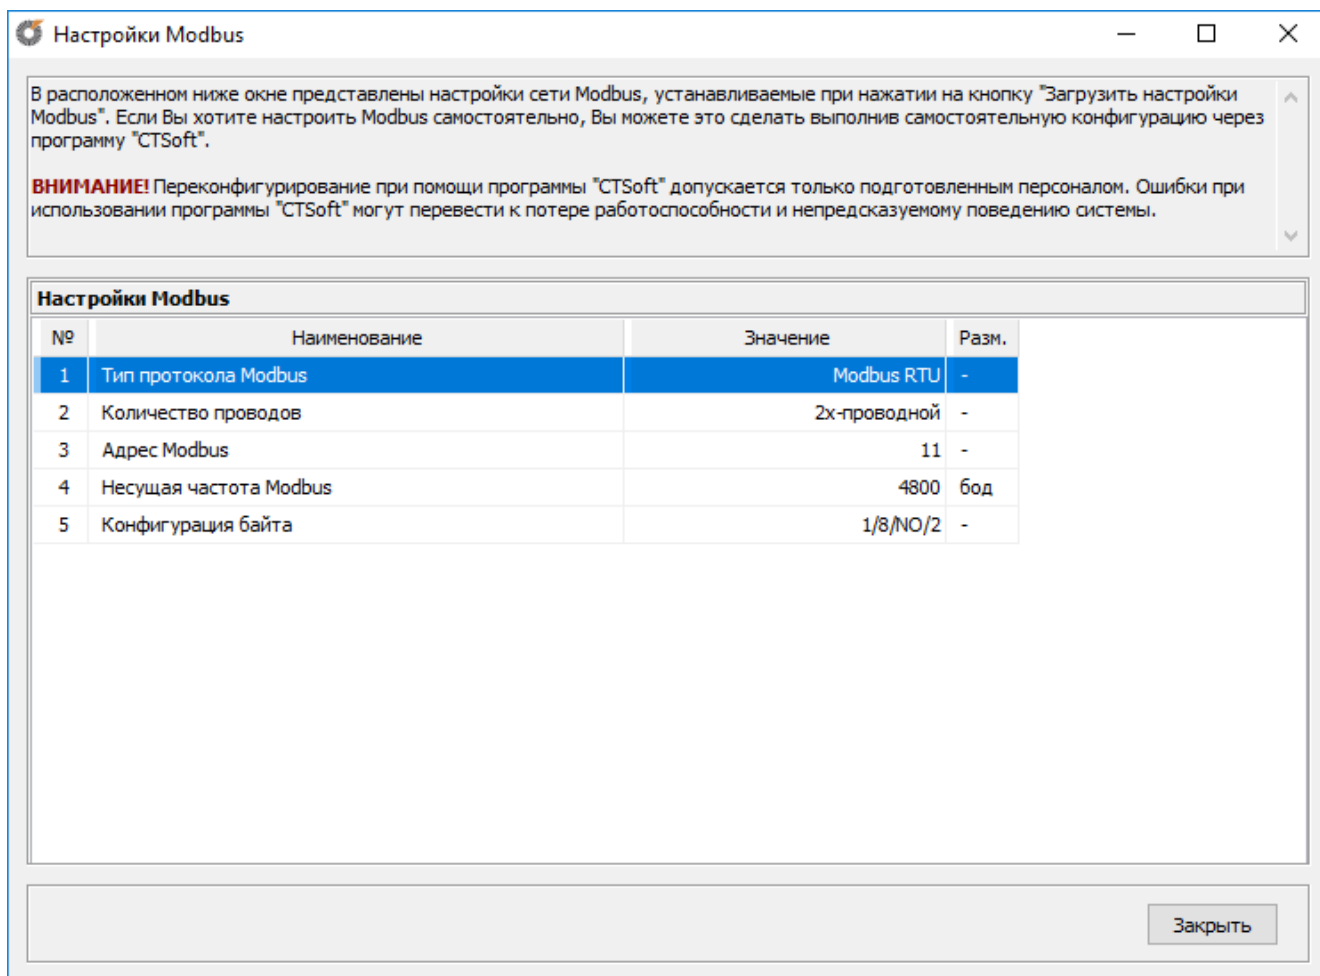 Настройки Modbus
В расположенном ниже окне представлены настройки сети Modbus, устанавливаемые при нажатии на кнопку "Загрузить настройки
Modbus". Если Вы хотите настроить Modbus самостоятельно, Вы можете это сделать выполнив самостоятельную конфигурацию через
программу "CTSoft".
ВНИМАНИЕ! Переконфигурирование при помощи программы "CTSoft" допускается только подготовленным персоналом. Ошибки при
использовании программы "CTSoft" могут перевести к потере работоспособности и непредсказуемому поведению системы.
Настройки Modbus
№ Наименование Значение Разм.
1 Тип протокола Modbus Modbus RTU -
2 Количество проводов 2х-проводной -
3 Адрес Modbus 11 -
4 Несущая частота Modbus 4800 бод
5 Конфигурация байта 1/8/NO/2 -
Закрыть